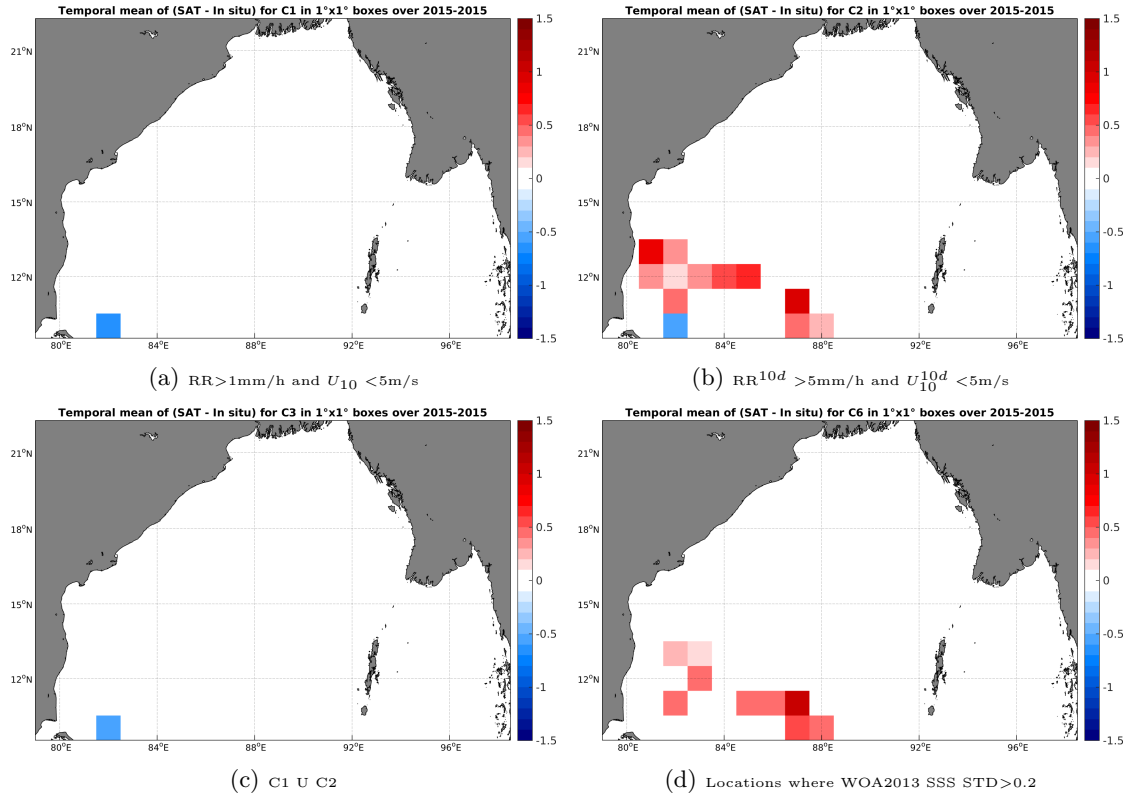 Temporal mean of (SAT - In situ) for C1 in 1°x1° boxes over 2015-2015
21°N
18°N
15°N
12°N
80°E 84°E 88°E 92°E 96°E
1.5
1
0.5
0
-0.5
-1
-1.5
(a) RR>1mm/h and U10 <5m/s
Temporal mean of (SAT - In situ) for C2 in 1°x1° boxes over 2015-2015
21°N
18°N
15°N
12°N
80°E 84°E 88°E 92°E 96°E
1.5
1
0.5
0
-0.5
-1
-1.5
(b) RR^10d >5mm/h and U10^10d <5m/s
Temporal mean of (SAT - In situ) for C3 in 1°x1° boxes over 2015-2015
21°N
18°N
15°N
12°N
80°E 84°E 88°E 92°E 96°E
1.5
1
0.5
0
-0.5
-1
-1.5
(c) C1 U C2
Temporal mean of (SAT - In situ) for C6 in 1°x1° boxes over 2015-2015
21°N
18°N
15°N
12°N
80°E 84°E 88°E 92°E 96°E
1.5
1
0.5
0
-0.5
-1
-1.5
(d) Locations where WOA2013 SSS STD>0.2